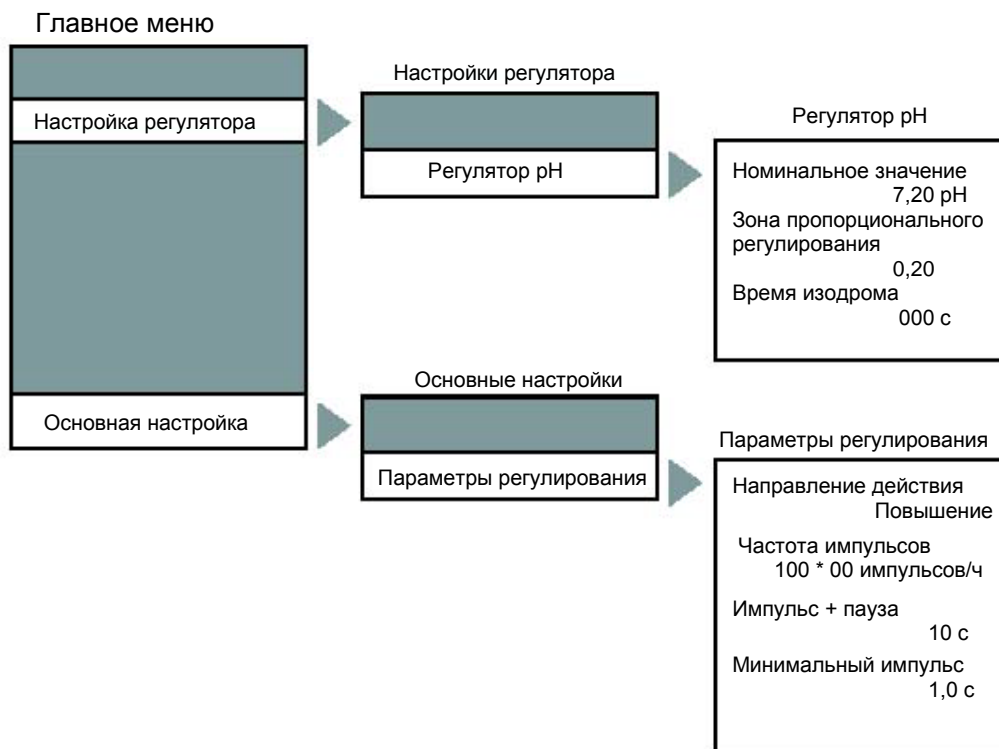 Главное меню
Настройка регулятора
Основная настройка
Настройки регулятора
Регулятор pH
Регулятор pH
Номинальное значение
7,20 pH
Зона пропорционального
регулирования
0,20
Время изодрома
000 с
Основные настройки
Параметры регулирования
Параметры регулирования
Направление действия
Повышение
Частота импульсов
100 * 00 импульсов/ч
Импульс + пауза
10 с
Минимальный импульс
1,0 с